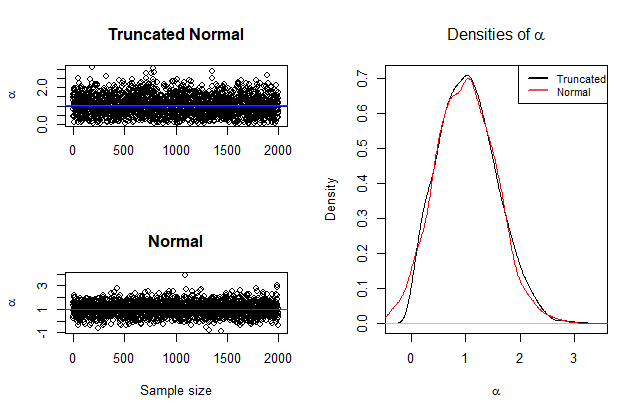 Truncated Normal
α
0.0
2.0
0
500
1000
1500
2000
Normal
α
-1
1
3
0
500
1000
1500
2000
Sample size
Densities of α
Density
0.0
0.1
0.2
0.3
0.4
0.5
0.6
0.7
Truncated
Normal
0
1
2
3
α